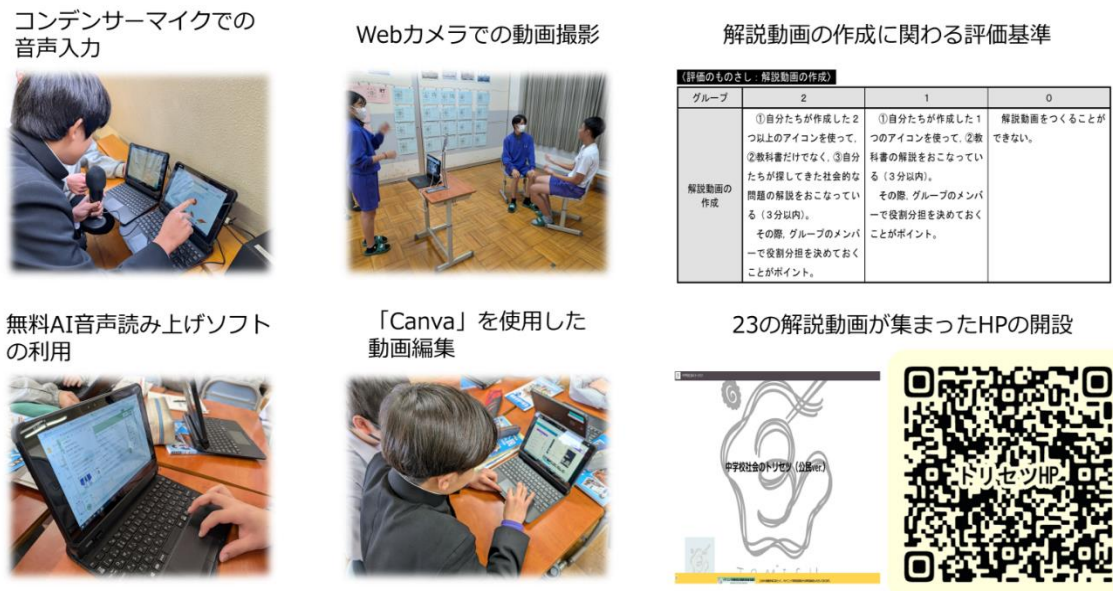 コンデンサーマイクでの
音声入力
Webカメラでの動画撮影
解説動画の作成に関わる評価基準
〈評価のものさし：解説動画の作成〉
グループ
2
1
0
解説動画の
作成
①自分たちが作成した2
つ以上のアイコンを使って，
②教科書だけでなく，③自分
たちが探してきた社会的な
問題の解説をおこなってい
る（3分以内）。
その際，グループのメンバ
ーで役割分担を決めておく
ことがポイント。
①自分たちが作成した1
つのアイコンを使って，②教
科書の解説をおこなってい
る（3分以内）。
その際，グループのメンバ
ーで役割分担を決めておく
ことがポイント。
解説動画をつくることが
できない。
無料AI音声読み上げソフト
の利用
「Canva」を使用した
動画編集
23の解説動画が集まったHPの開設
中学校社会のトリセツ（公民ver.）
トリセツHP